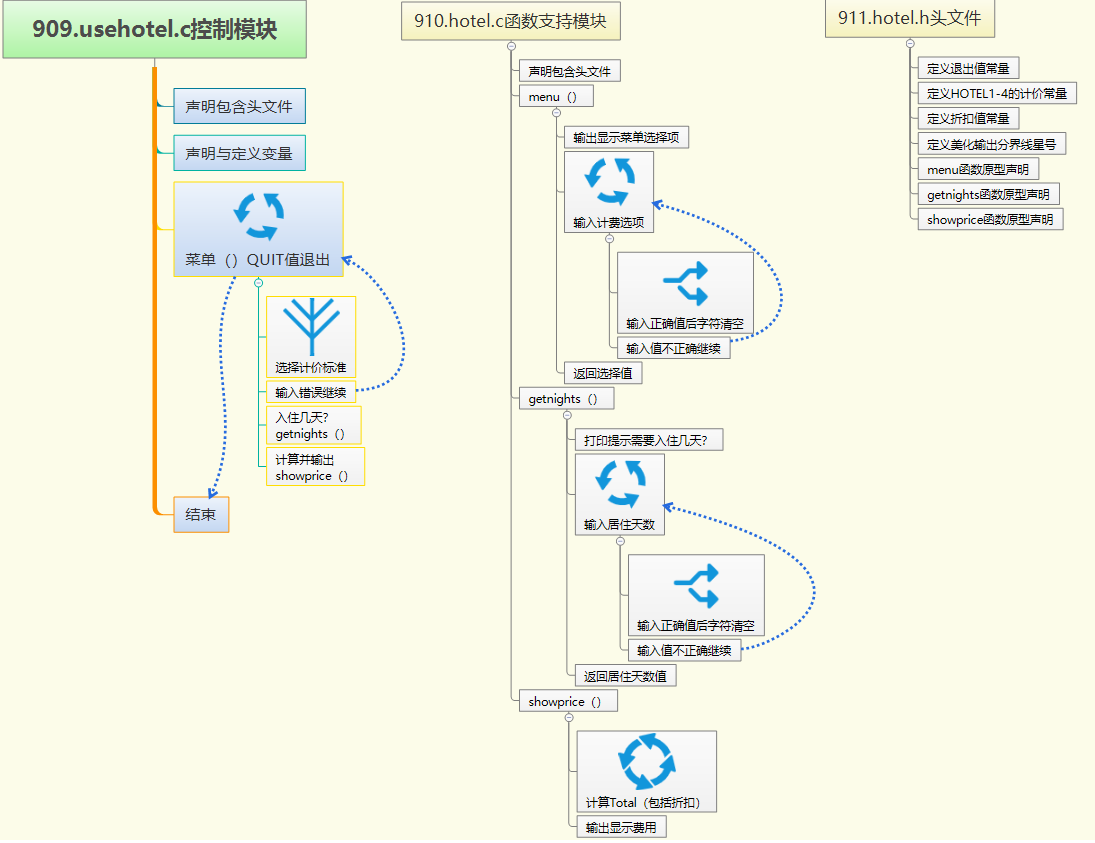 909.usehotel.c控制模块
声明包含头文件
声明与定义变量
菜单（）QUIT值退出
选择计价标准
输入错误继续
入住几天?
getnights（）
计算并输出
showprice（）
结束
910.hotel.c函数支持模块
声明包含头文件
menu（）
输出显示菜单选择项
输入计费选项
输入正确值后字符清空
输入值不正确继续
返回选择值
getnights（）
打印提示需要入住几天?
输入居住天数
输入正确值后字符清空
输入值不正确继续
返回居住天数值
showprice（）
计算Total（包括折扣）
输出显示费用
911.hotel.h头文件
定义退出值常量
定义HOTEL1-4的计价常量
定义折扣值常量
定义美化输出分界线星号
menu函数原型声明
getnights函数原型声明
showprice函数原型声明